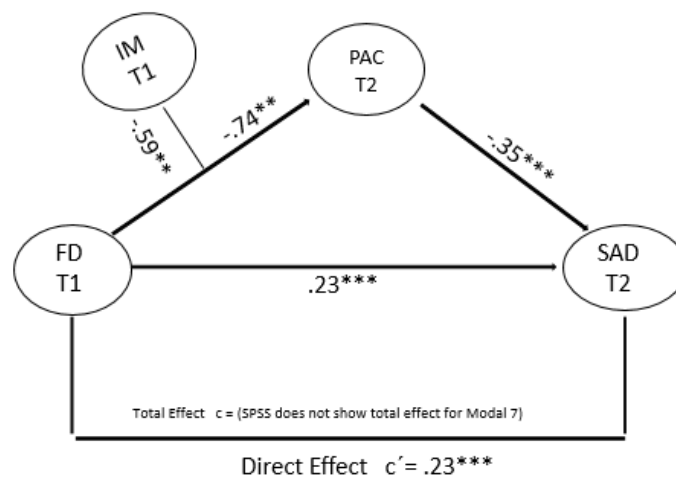 IM
T1
PAC
T2
-.59**
-.74**
-.35***
FD
T1
SAD
T2
.23***
Total Effect c = (SPSS does not show total effect for Modal 7)
Direct Effect c´= .23***